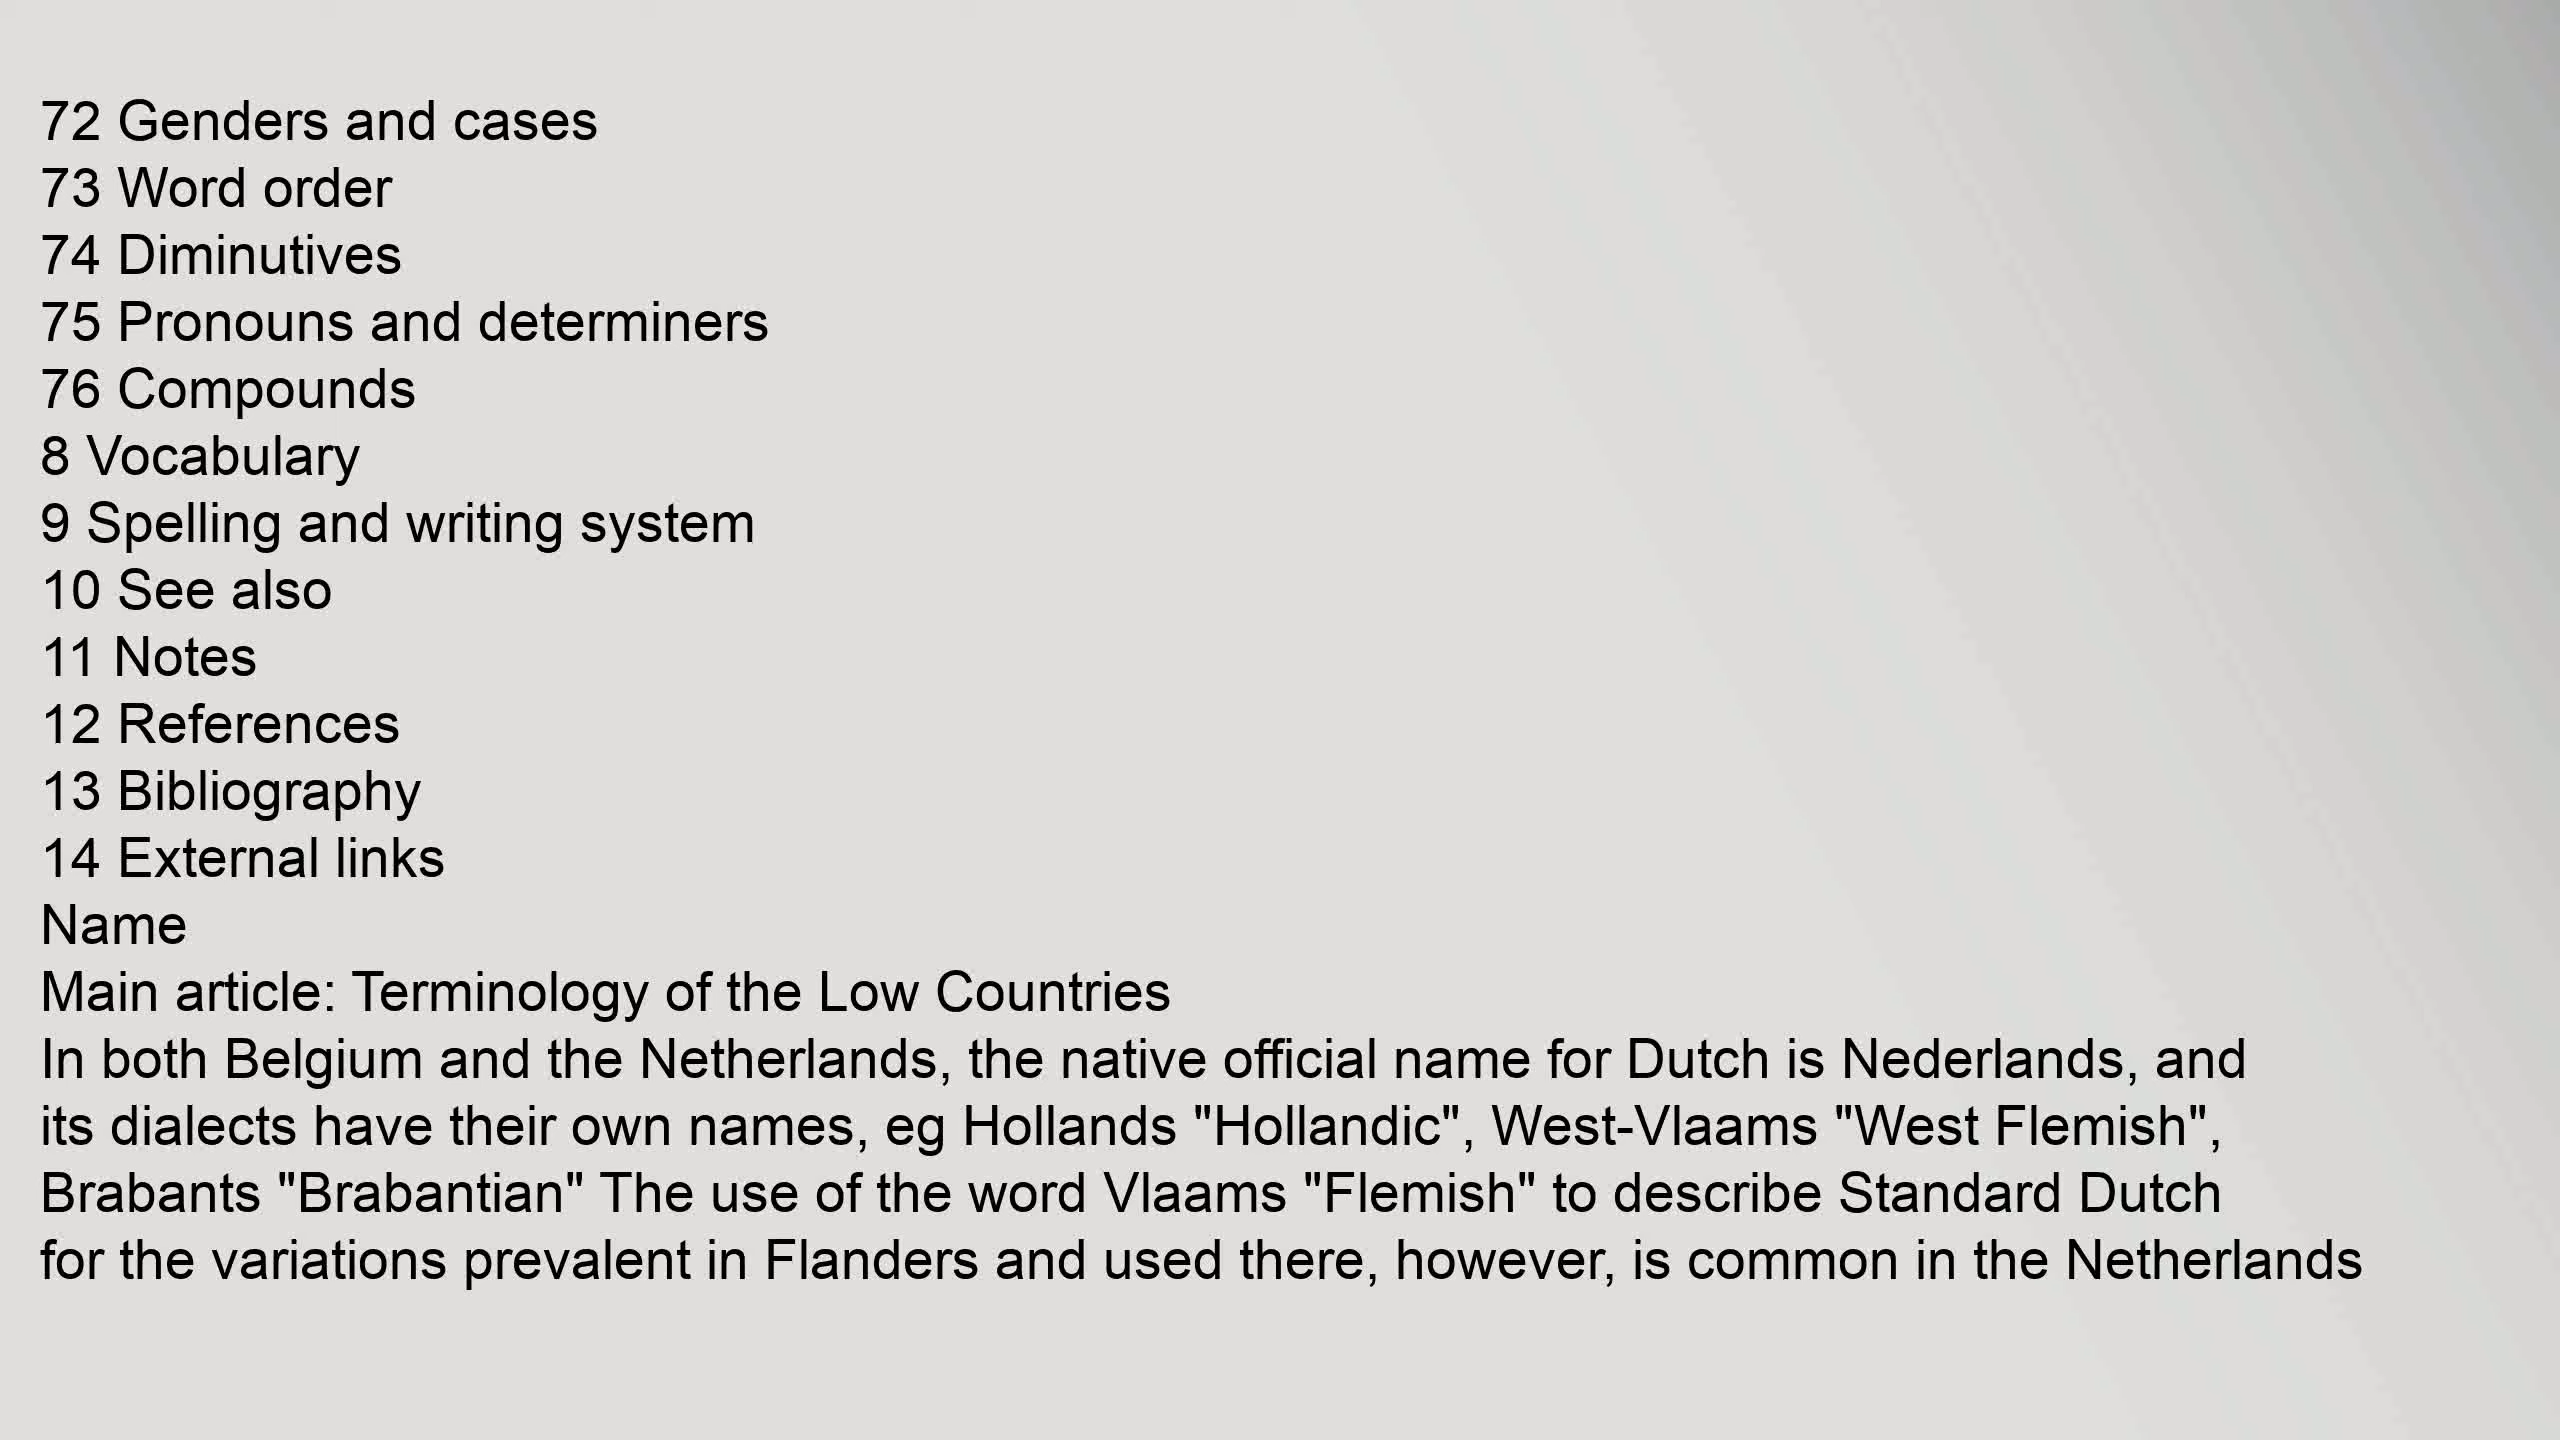 72 Genders and cases
73 Word order
74 Diminutives
75 Pronouns and determiners
76 Compounds
8 Vocabulary
9 Spelling and writing system
10 See also
11 Notes
12 References
13 Bibliography
14 External links
Name
Main article: Terminology of the Low Countries
In both Belgium and the Netherlands, the native official name for Dutch is Nederlands, and
its dialects have their own names, eg Hollands "Hollandic", West-Vlaams "West Flemish",
Brabants "Brabantian" The use of the word Vlaams "Flemish" to describe Standard Dutch
for the variations prevalent in Flanders and used there, however, is common in the Netherlands